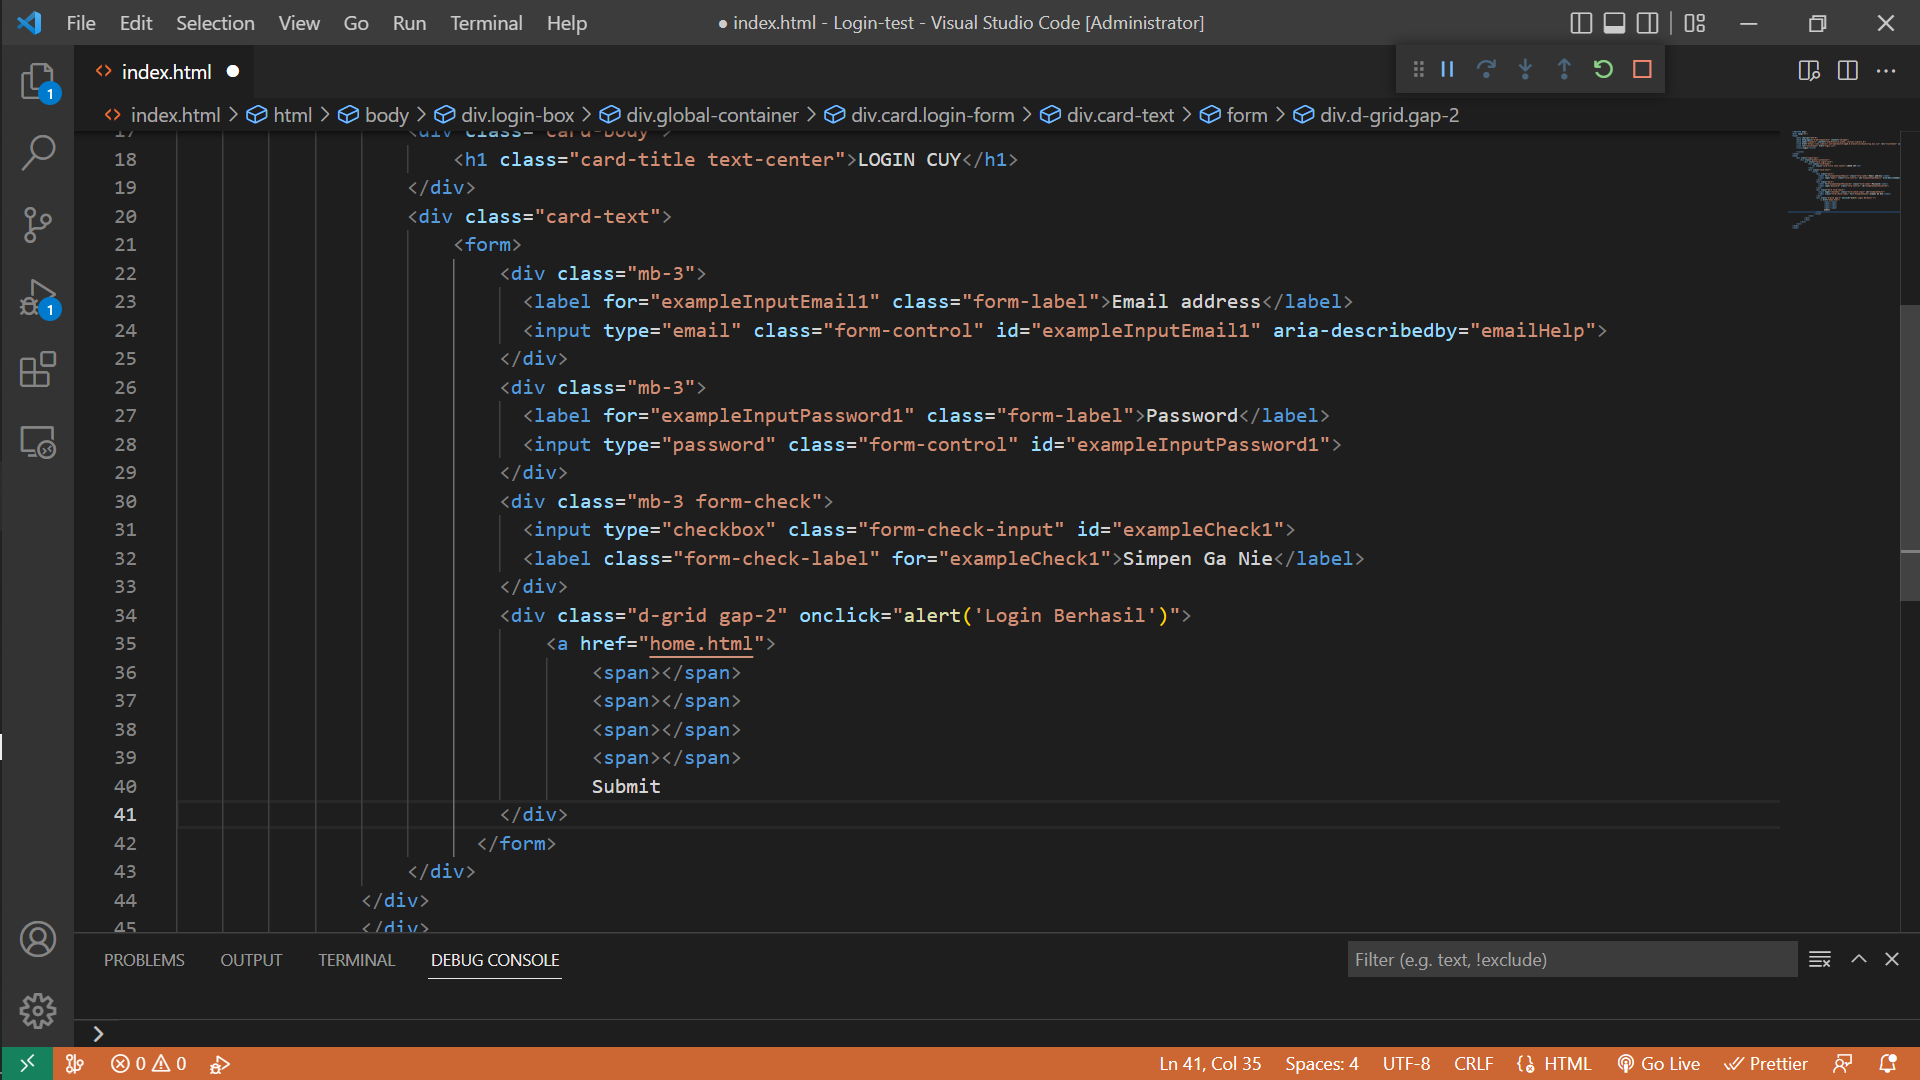 File Edit Selection View Go Run Terminal Help
● index.html - Login-test - Visual Studio Code [Administrator]
index.html
index.html > html > body > div.login-box > div.global-container > div.card.login-form > div.card-text > form > div.d-grid.gap-2
17 <div class="card-body">
18 <h1 class="card-title text-center">LOGIN CUY</h1>
19 </div>
20 <div class="card-text">
21 <form>
22 <div class="mb-3">
23 <label for="exampleInputEmail1" class="form-label">Email address</label>
24 <input type="email" class="form-control" id="exampleInputEmail1" aria-describedby="emailHelp">
25 </div>
26 <div class="mb-3">
27 <label for="exampleInputPassword1" class="form-label">Password</label>
28 <input type="password" class="form-control" id="exampleInputPassword1">
29 </div>
30 <div class="mb-3 form-check">
31 <input type="checkbox" class="form-check-input" id="exampleCheck1">
32 <label class="form-check-label" for="exampleCheck1">Simpen Ga Nie</label>
33 </div>
34 <div class="d-grid gap-2" onclick="alert('Login Berhasil')">
35 <a href="home.html">
36 <span></span>
37 <span></span>
38 <span></span>
39 <span></span>
40 Submit
41 </div>
42 </form>
43 </div>
44 </div>
45 </div>
1
1
PROBLEMS OUTPUT TERMINAL DEBUG CONSOLE
Filter (e.g. text, !exclude)
0 0
Ln 41, Col 35 Spaces: 4 UTF-8 CRLF HTML Go Live Prettier